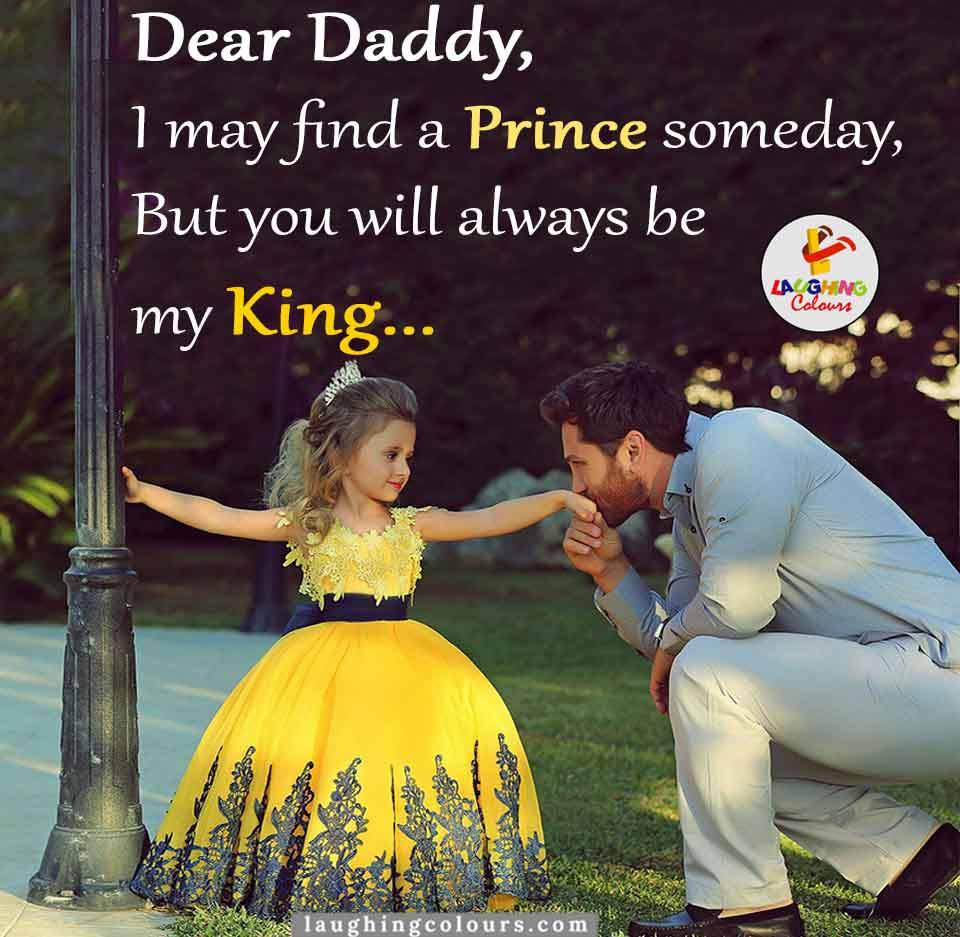 Dear Daddy,
I may find a Prince someday,
But you will always be
my King...
LAUGHING
Colours
laughingcolours.com